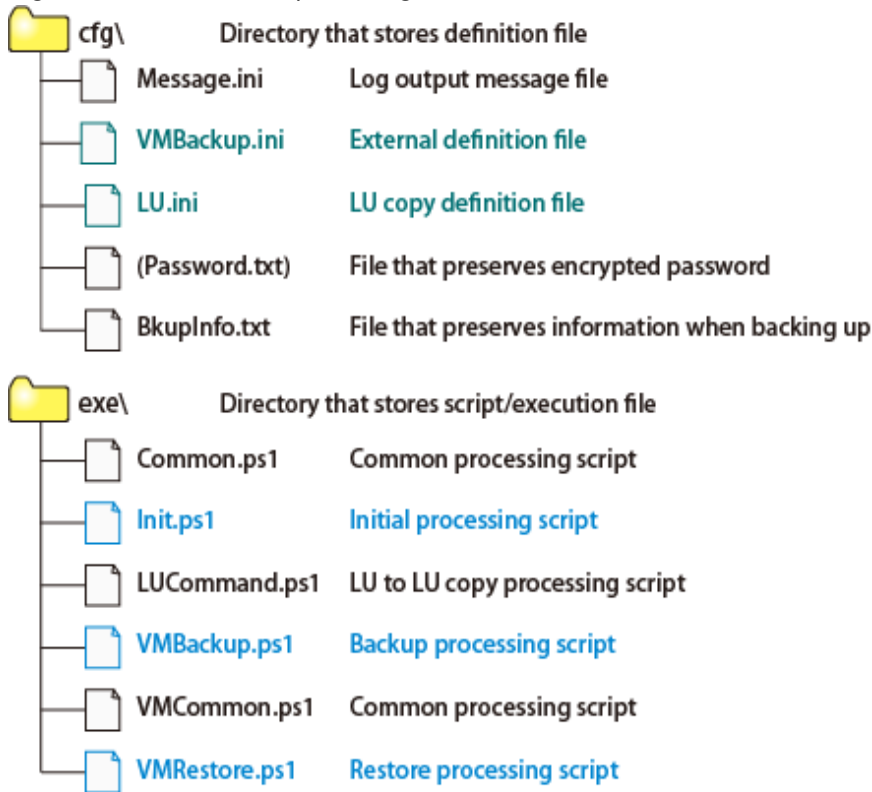 cfg\ Directory that stores definition file
Message.ini Log output message file
VMBackup.ini External definition file
LU.ini LU copy definition file
(Password.txt) File that preserves encrypted password
BkupInfo.txt File that preserves information when backing up
exe\ Directory that stores script/execution file
Common.ps1 Common processing script
Init.ps1 Initial processing script
LUCommand.ps1 LU to LU copy processing script
VMBackup.ps1 Backup processing script
VMCommon.ps1 Common processing script
VMRestore.ps1 Restore processing script